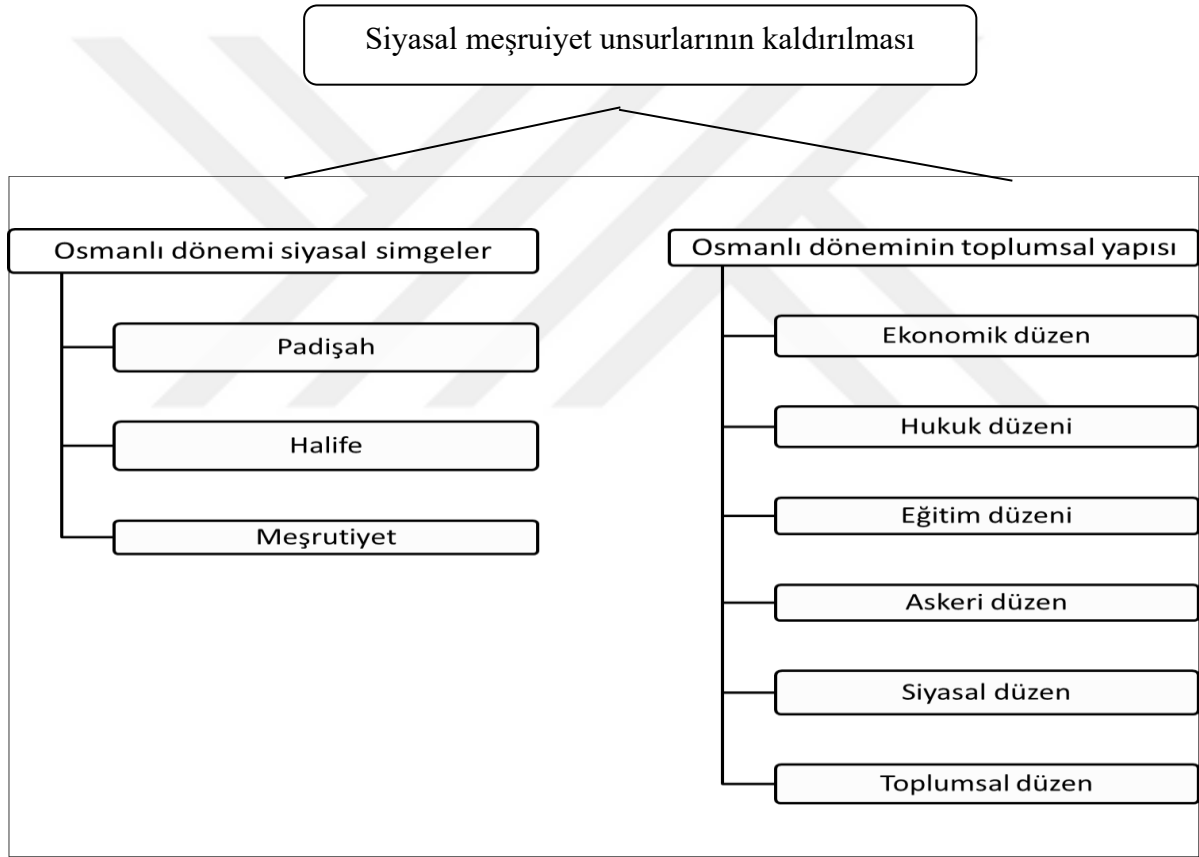 Siyasal meşruiyet unsurlarının kaldırılması
Osmanlı dönemi siyasal simgeler
Padişah
Halife
Meşrutiyet
Osmanlı döneminin toplumsal yapısı
Ekonomik düzen
Hukuk düzeni
Eğitim düzeni
Askeri düzen
Siyasal düzen
Toplumsal düzen